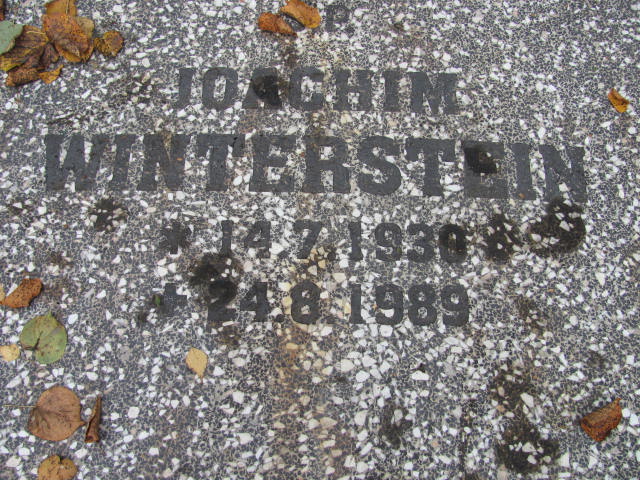 JOACHIM
WINTERSTEIN
* 14.7.1930
+ 24.8.1989